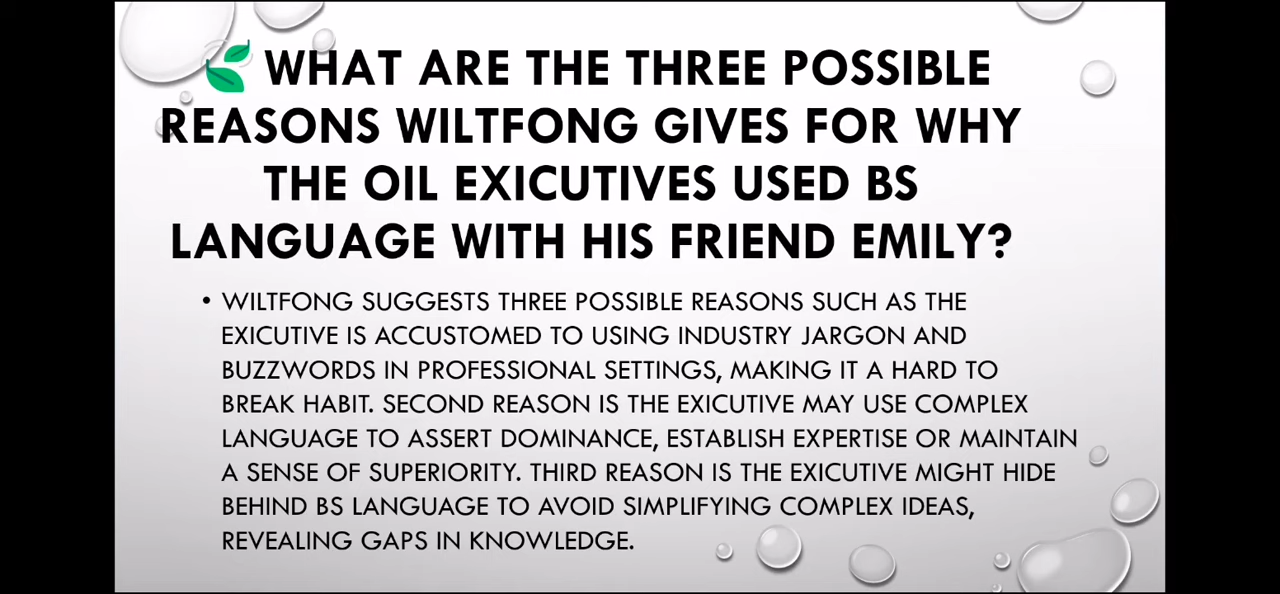 WHAT ARE THE THREE POSSIBLE
REASONS WILTFONG GIVES FOR WHY
THE OIL EXICUTIVES USED BS
LANGUAGE WITH HIS FRIEND EMILY?
• WILTFONG SUGGESTS THREE POSSIBLE REASONS SUCH AS THE
EXICUTIVE IS ACCUSTOMED TO USING INDUSTRY JARGON AND
BUZZWORDS IN PROFESSIONAL SETTINGS, MAKING IT A HARD TO
BREAK HABIT. SECOND REASON IS THE EXICUTIVE MAY USE COMPLEX
LANGUAGE TO ASSERT DOMINANCE, ESTABLISH EXPERTISE OR MAINTAIN
A SENSE OF SUPERIORITY. THIRD REASON IS THE EXICUTIVE MIGHT HIDE
BEHIND BS LANGUAGE TO AVOID SIMPLIFYING COMPLEX IDEAS,
REVEALING GAPS IN KNOWLEDGE.